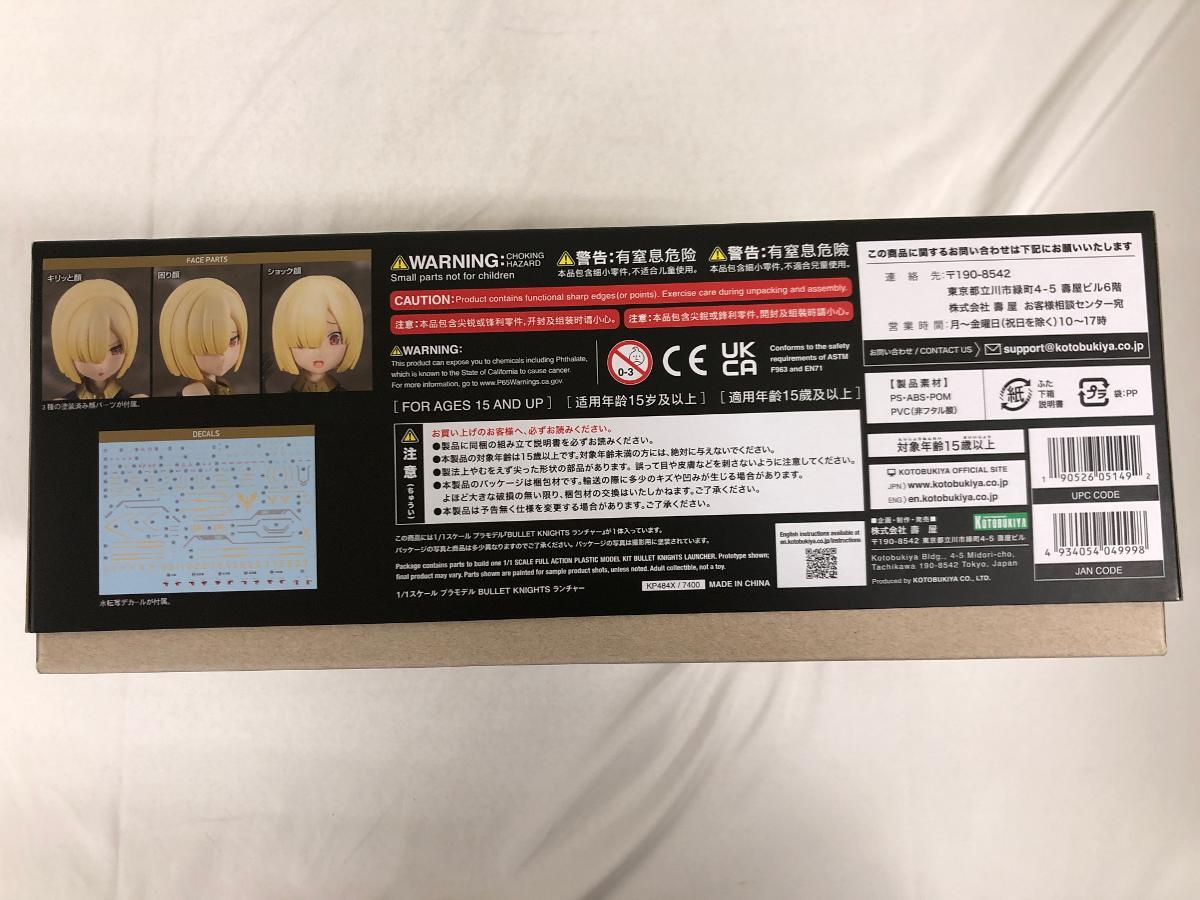 FACE PARTS
キリッと顔
困り顔
ショック顔
3種の塗装済み顔パーツが付属。
DECALS
水転写デカールが付属。
WARNING: CHOKING HAZARD
Small parts not for children
警告:有窒息危险
本品包含细小零件,不适合儿童使用。
警告:有窒息危險
本品包含細小零件,不適合兒童使用。
CAUTION: Product contains functional sharp edges (or points). Exercise care during unpacking and assembly.
注意:本品包含尖锐或锋利零件,开封及组装时请小心。
注意:本品包含尖銳或鋒利零件,開封及組裝時請小心。
WARNING:
This product can expose you to chemicals including Phthalate,
which is known to the State of California to cause cancer.
For more information, go to www.P65Warnings.ca.gov.
0-3
CE
UK
CA
Conforms to the safety
requirements of ASTM
F963 and EN71
[ FOR AGES 15 AND UP ] [ 适用年龄15岁及以上 ] [ 適用年齡15歲及以上 ]
注意(ちゅうい)
お買い上げのお客様へ、必ずお読みください。
●製品に同梱の組み立て説明書を必ずお読みください。
●本製品の対象年齢は15歳以上です。対象年齢未満の方には、絶対に与えないでください。
●製法上やむをえず尖った形状の部品があります。誤って目や皮膚などを刺さないように注意してください。
●本製品のパッケージは梱包材です。輸送の際に多少のキズや凹みが生じる場合があります。
よほど大きな破損の無い限り、梱包材の交換はいたしかねます。ご了承ください。
●本製品は予告無く仕様を変更する場合があります。ご了承ください。
この商品には1/1スケール プラモデル『BULLET KNIGHTS ランチャー』が1体入っています。
パッケージの写真と商品は多少異なりますのでご了承ください。パッケージの写真は撮影用に塗装されています。
Package contains parts to build one 1/1 SCALE FULL ACTION PLASTIC MODEL KIT BULLET KNIGHTS LAUNCHER. Prototype shown;
final product may vary. Parts shown are painted for sample product shots, unless noted. Adult collectible, not a toy.
1/1スケール プラモデル BULLET KNIGHTS ランチャー
KP484X / 7400
MADE IN CHINA
English instructions available at
en.kotobukiya.co.jp/instructions
この商品に関するお問い合わせは下記にお願いいたします
連絡先:〒190-8542
東京都立川市緑町4-5 壽屋ビル6階
株式会社 壽屋 お客様相談センター宛
営業時間:月〜金曜日(祝日を除く)10〜17時
お問い合わせ / CONTACT US
support@kotobukiya.co.jp
【製品素材】
PS・ABS・POM
PVC(非フタル酸)
紙
ふた
下箱
説明書
プラ
袋:PP
対象年齢15歳以上
KOTOBUKIYA OFFICIAL SITE
JPN) www.kotobukiya.co.jp
ENG) en.kotobukiya.co.jp
■企画・制作・発売■
株式会社 壽 屋
KOTOBUKIYA
〒190-8542 東京都立川市緑町4-5 壽屋ビル
Kotobukiya Bldg., 4-5 Midori-cho,
Tachikawa 190-8542 Tokyo, Japan
Produced by KOTOBUKIYA CO., LTD.
1 90526 05149 2
UPC CODE
4 934054 049998
JAN CODE